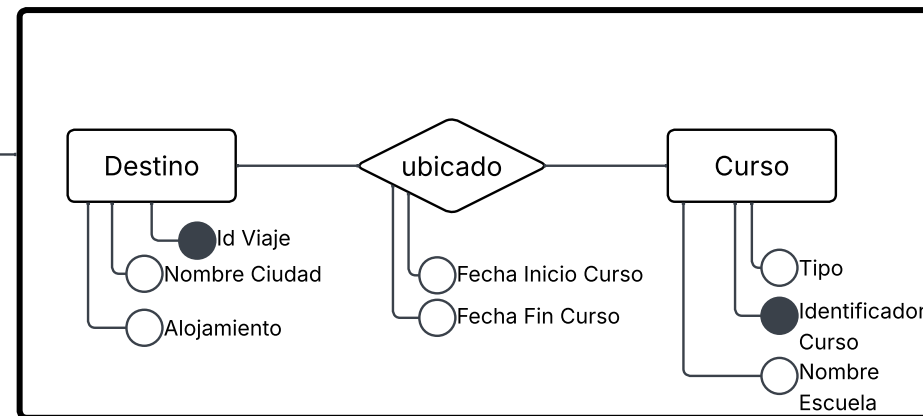 Destino
ubicado
Curso
Id Viaje
Nombre Ciudad
Alojamiento
Fecha Inicio Curso
Fecha Fin Curso
Tipo
Identificador
Curso
Nombre
Escuela